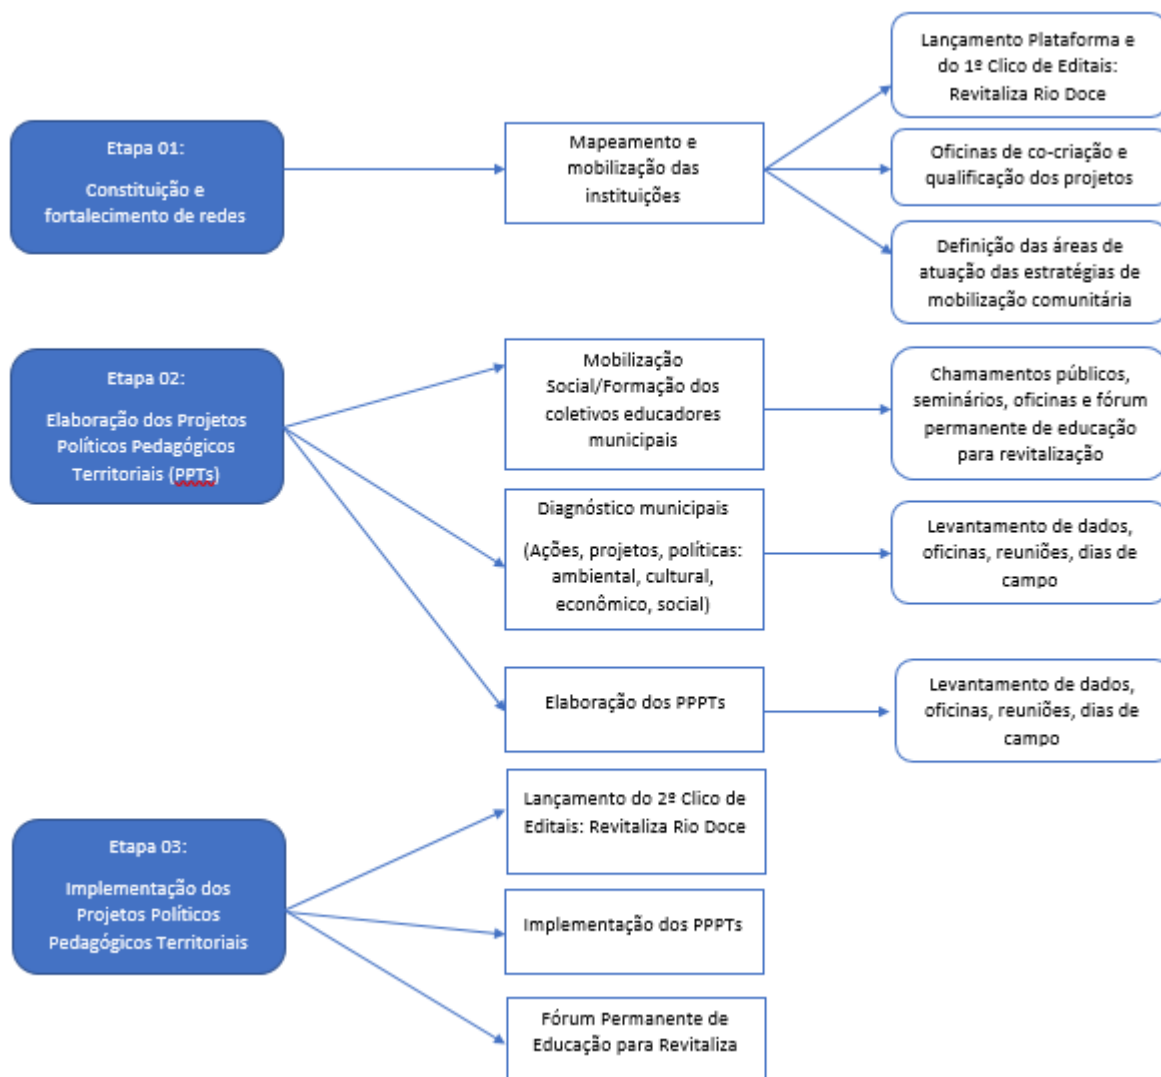 Etapa 01:
Constituição e
fortalecimento de redes
Mapeamento e
mobilização das
instituições
Lançamento Plataforma e
do 1º Clico de Editais:
Revitaliza Rio Doce
Oficinas de co-criação e
qualificação dos projetos
Definição das áreas de
atuação das estratégias de
mobilização comunitária
Etapa 02:
Elaboração dos Projetos
Políticos Pedagógicos
Territoriais (PPTs)
Mobilização
Social/Formação dos
coletivos educadores
municipais
Chamamentos públicos,
seminários, oficinas e fórum
permanente de educação
para revitalização
Diagnóstico municipais
(Ações, projetos, políticas:
ambiental, cultural,
econômico, social)
Levantamento de dados,
oficinas, reuniões, dias de
campo
Elaboração dos PPPTs
Levantamento de dados,
oficinas, reuniões, dias de
campo
Etapa 03:
Implementação dos
Projetos Políticos
Pedagógicos Territoriais
Lançamento do 2º Clico de
Editais: Revitaliza Rio Doce
Implementação dos PPPTs
Fórum Permanente de
Educação para Revitaliza